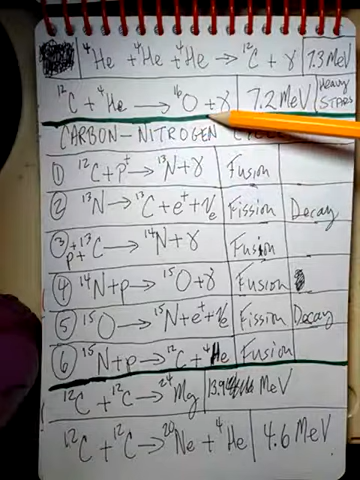 ⁴He ⁴He+⁴He → ¹²C + γ 7.3 MeV
¹²C + ⁴He → ¹⁶O + γ 7.2 MeV Heavy STARS
CARBON-NITROGEN
① ¹²C + p⁺ → ¹³N + γ Fusion
② ¹³N → ¹³C + e⁺ + νe Fission Decay
③ p⁺+¹³C → ¹⁴N + γ Fusion
④ ¹⁴N + p → ¹⁵O + γ Fusion
⑤ ¹⁵O → ¹⁵N + e⁺ + νe Fission Decay
⑥ ¹⁵N + p → ¹²C + ⁴He Fusion
¹²C + ¹²C → ²⁴Mg MeV
¹²C + ¹²C → ²⁰Ne + ⁴He 4.6 MeV